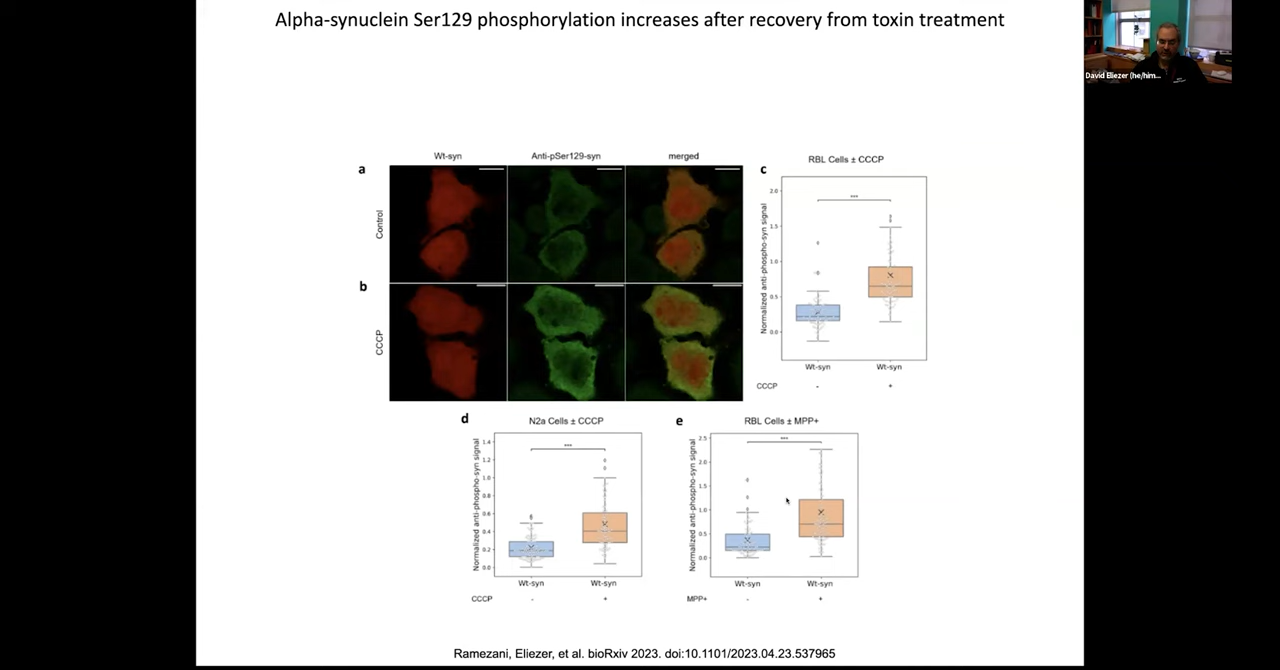 Alpha-synuclein Ser129 phosphorylation increases after recovery from toxin treatment
David Eliezer (he/him...
Wt-syn Anti-pSer129-syn merged
a
Control
b
CCCP
c
RBL Cells ± CCCP
Normalized anti-phospho-syn signal
2.0
1.5
1.0
0.5
0.0
***
Wt-syn Wt-syn
CCCP - +
d
N2a Cells ± CCCP
Normalized anti-phospho-syn signal
1.4
1.2
1.0
0.8
0.6
0.4
0.2
0.0
***
Wt-syn Wt-syn
CCCP - +
e
RBL Cells ± MPP+
Normalized anti-phospho-syn signal
2.5
2.0
1.5
1.0
0.5
0.0
***
Wt-syn Wt-syn
MPP+ - +
Ramezani, Eliezer, et al. bioRxiv 2023. doi:10.1101/2023.04.23.537965